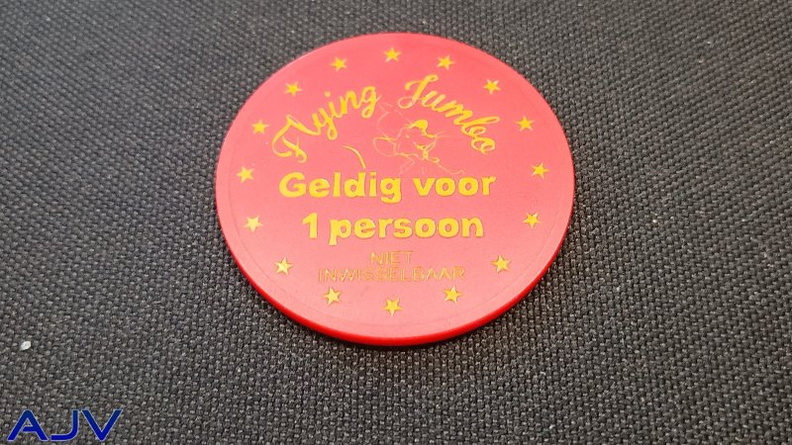 Flying Jumbo
Geldig voor
1 persoon
NIET
INWISSELBAAR
AJV